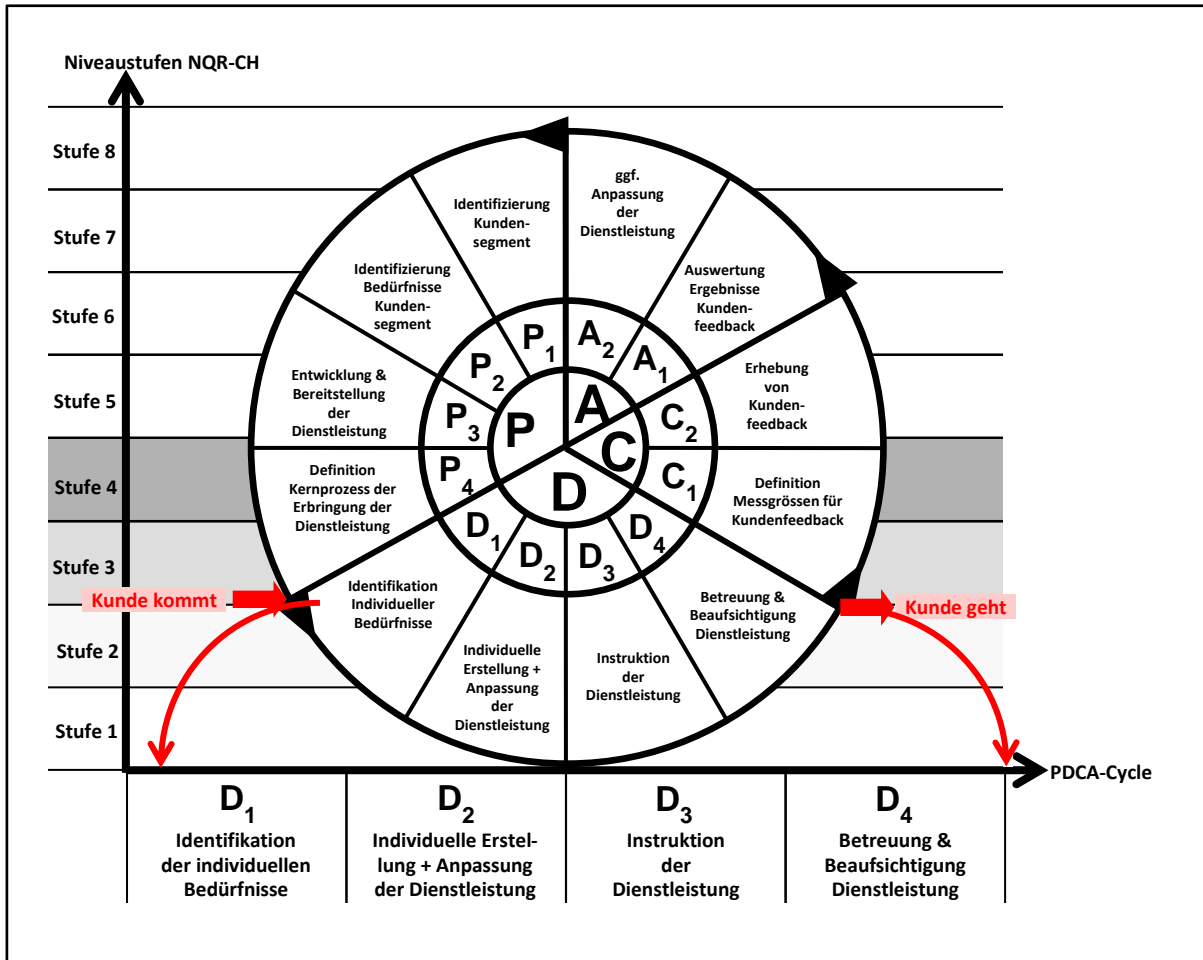 Niveaustufen NQR-CH
Stufe 8
Stufe 7
Stufe 6
Stufe 5
Stufe 4
Stufe 3
Stufe 2
Stufe 1
Identifizierung
Kunden-
segment
ggf.
Anpassung
der
Dienstleistung
Identifizierung
Bedürfnisse
Kunden-
segment
Auswertung
Ergebnisse
Kunden-
feedback
Entwicklung &
Bereitstellung
der
Dienstleistung
Erhebung
von
Kunden-
feedback
Definition
Kernprozess der
Erbringung der
Dienstleistung
Definition
Messgrössen für
Kundenfeedback
Identifikation
Individueller
Bedürfnisse
Individuelle
Erstellung +
Anpassung
der
Dienstleistung
Instruktion
der
Dienstleistung
Betreuung &
Beaufsichtigung
Dienstleistung
P1
P2
P3
P4
D1
D2
D3
D4
C1
C2
A1
A2
P
A
C
D
Kunde kommt
Kunde geht
PDCA-Cycle
D1
Identifikation
der individuellen
Bedürfnisse
D2
Individuelle Erstel-
lung + Anpassung
der Dienstleistung
D3
Instruktion
der
Dienstleistung
D4
Betreuung &
Beaufsichtigung
Dienstleistung